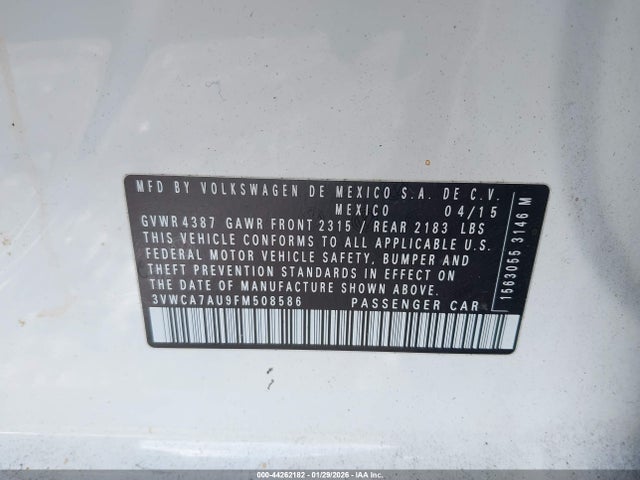 MFD BY VOLKSWAGEN DE MEXICO S.A. DE C.V.
MEXICO 04/15
GVWR 4387 GAWR FRONT 2315 / REAR 2183 LBS
THIS VEHICLE CONFORMS TO ALL APPLICABLE U.S.
FEDERAL MOTOR VEHICLE SAFETY, BUMPER AND
THEFT PREVENTION STANDARDS IN EFFECT ON
THE DATE OF MANUFACTURE SHOWN ABOVE.
3VWCA7AU9FM508586 PASSENGER CAR
1563055 3146 M
000-44262182 - 01/29/2026 - Copyright IAA, Inc.